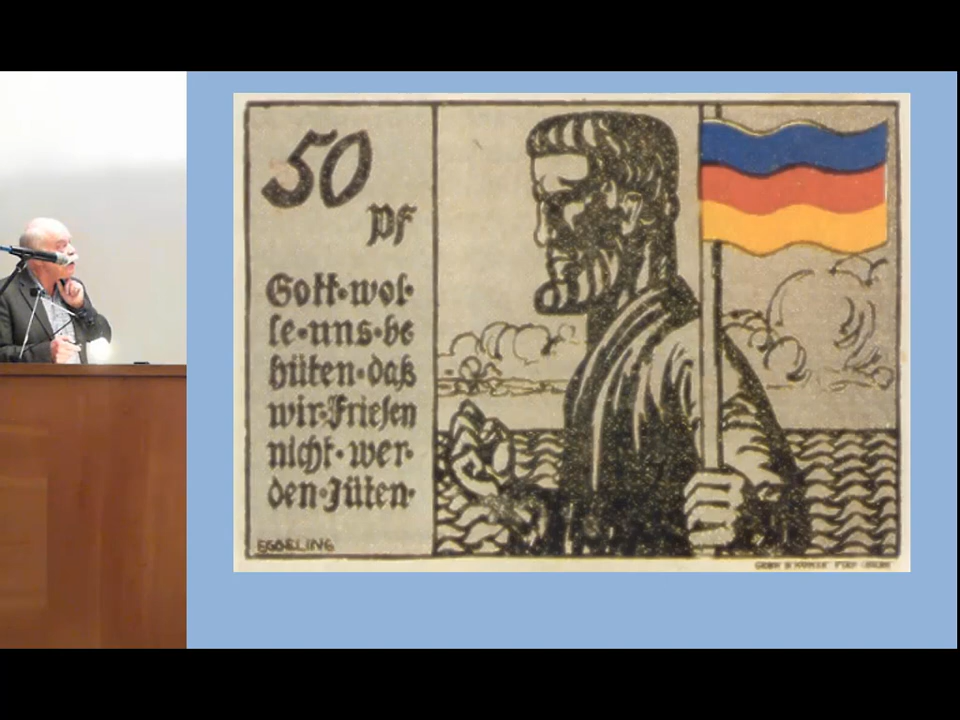 50
Pf
Gott·wol·
le·uns·be
hüten·daß
wir·Friesen
nicht·wer·
den·Jüten·
EGGELING